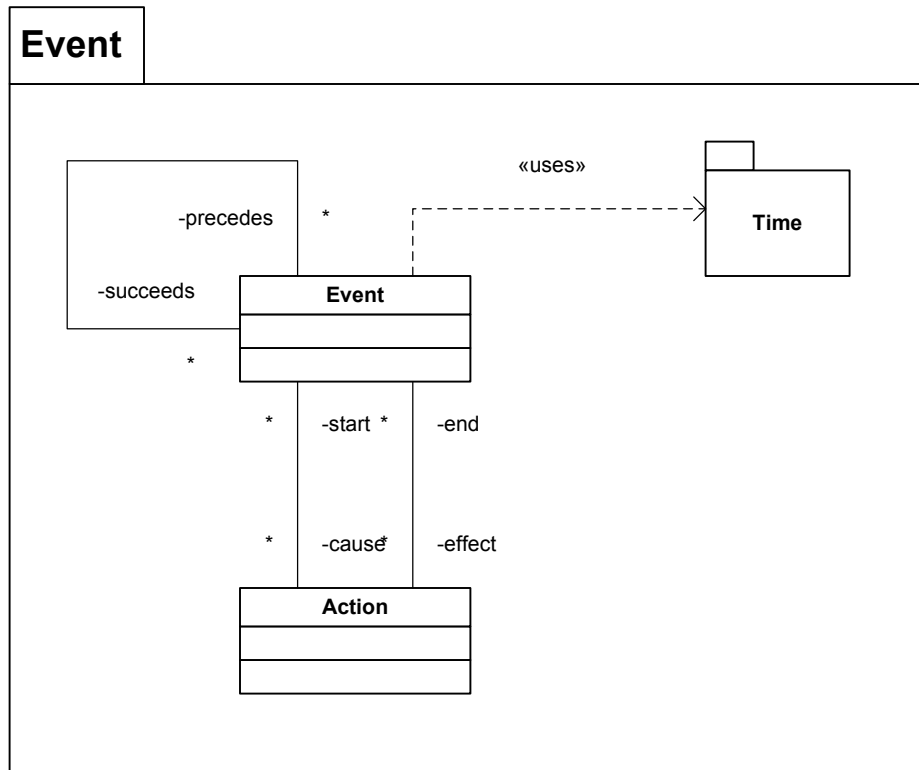 Event
«uses»
-precedes *
Time
-succeeds
Event
*
* -start * -end
* -cause * -effect
Action